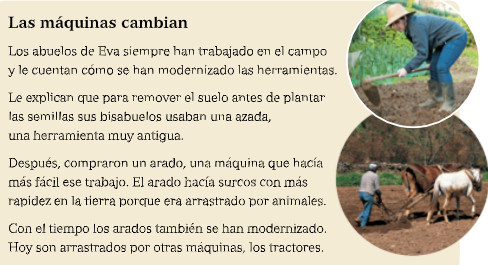 Las máquinas cambian
Los abuelos de Eva siempre han trabajado en el campo
y le cuentan cómo se han modernizado las herramientas.
Le explican que para remover el suelo antes de plantar
las semillas sus bisabuelos usaban una azada,
una herramienta muy antigua.
Después, compraron un arado, una máquina que hacía
más fácil ese trabajo. El arado hacía surcos con más
rapidez en la tierra porque era arrastrado por animales.
Con el tiempo los arados también se han modernizado.
Hoy son arrastrados por otras máquinas, los tractores.